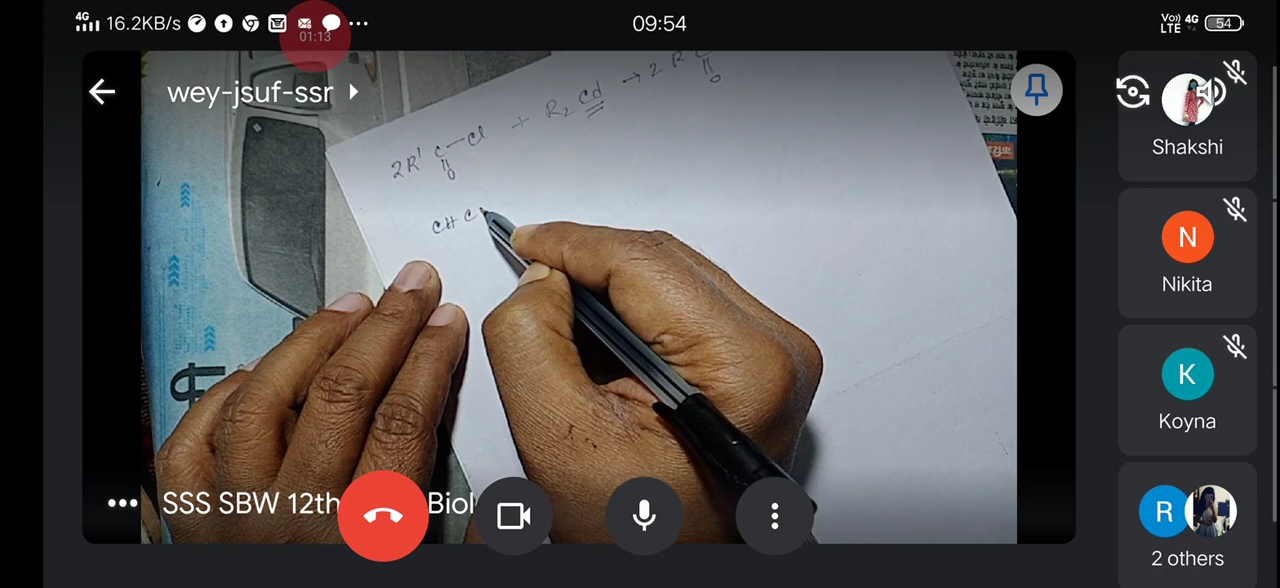 4G 16.2KB/s 09:54 Vo)) LTE 4G 54
01:13
wey-jsuf-ssr
2R' C-Cl + R2 Cd → 2 R C
O O
CH C
Shakshi
N
Nikita
K
Koyna
R
2 others
SSS SBW 12th Biol